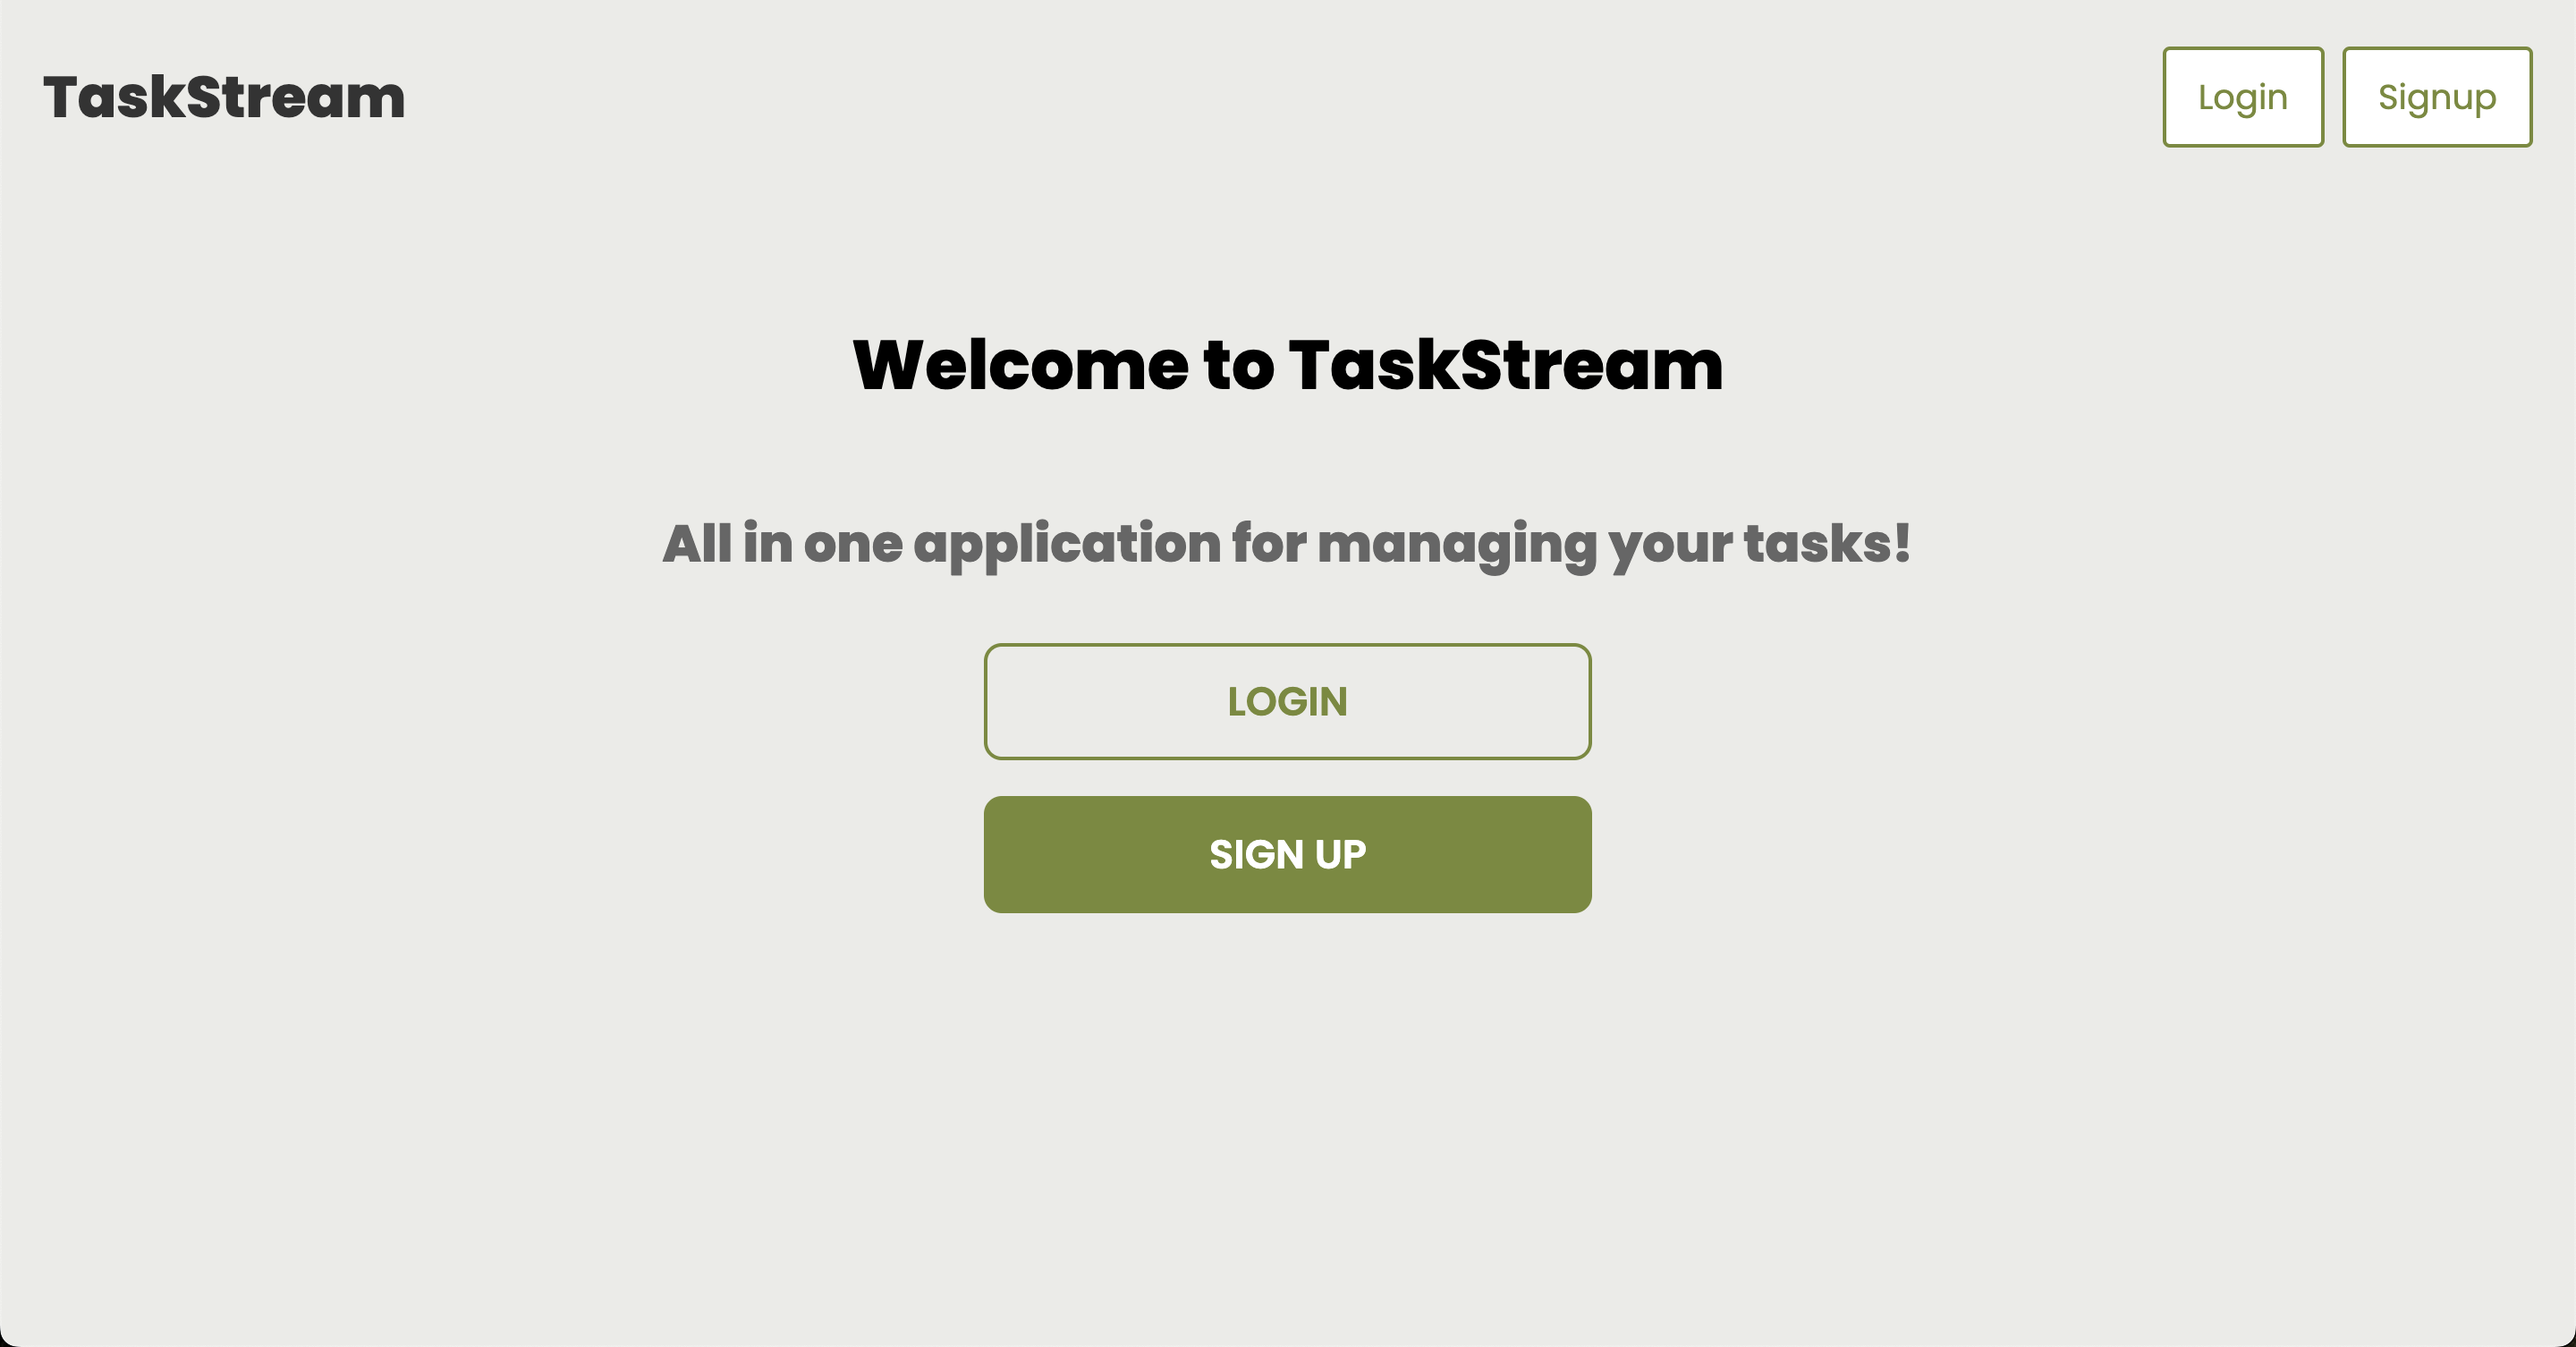 TaskStream
Login
Signup
Welcome to TaskStream
All in one application for managing your tasks!
LOGIN
SIGN UP